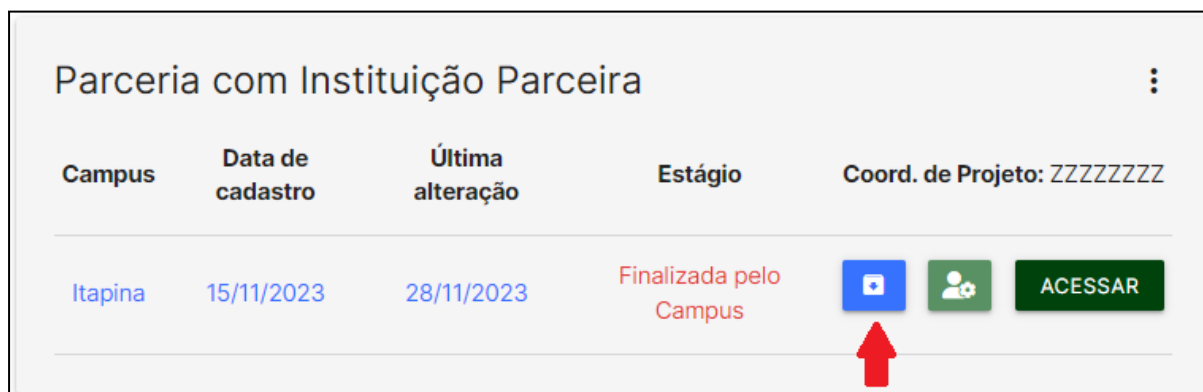 Parceria com Instituição Parceira
Campus
Data de
cadastro
Última
alteração
Estágio
Coord. de Projeto: ZZZZZZZZ
Itapina
15/11/2023
28/11/2023
Finalizada pelo
Campus
ACESSAR